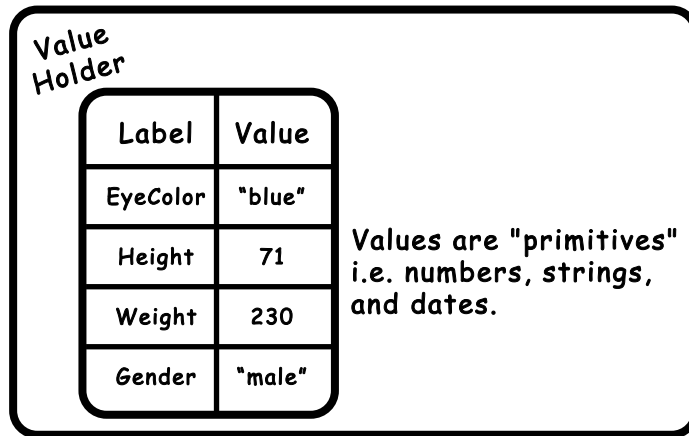 Value
Holder
Label Value
EyeColor “blue”
Height 71
Weight 230
Gender “male”
Values are "primitives"
i.e. numbers, strings,
and dates.